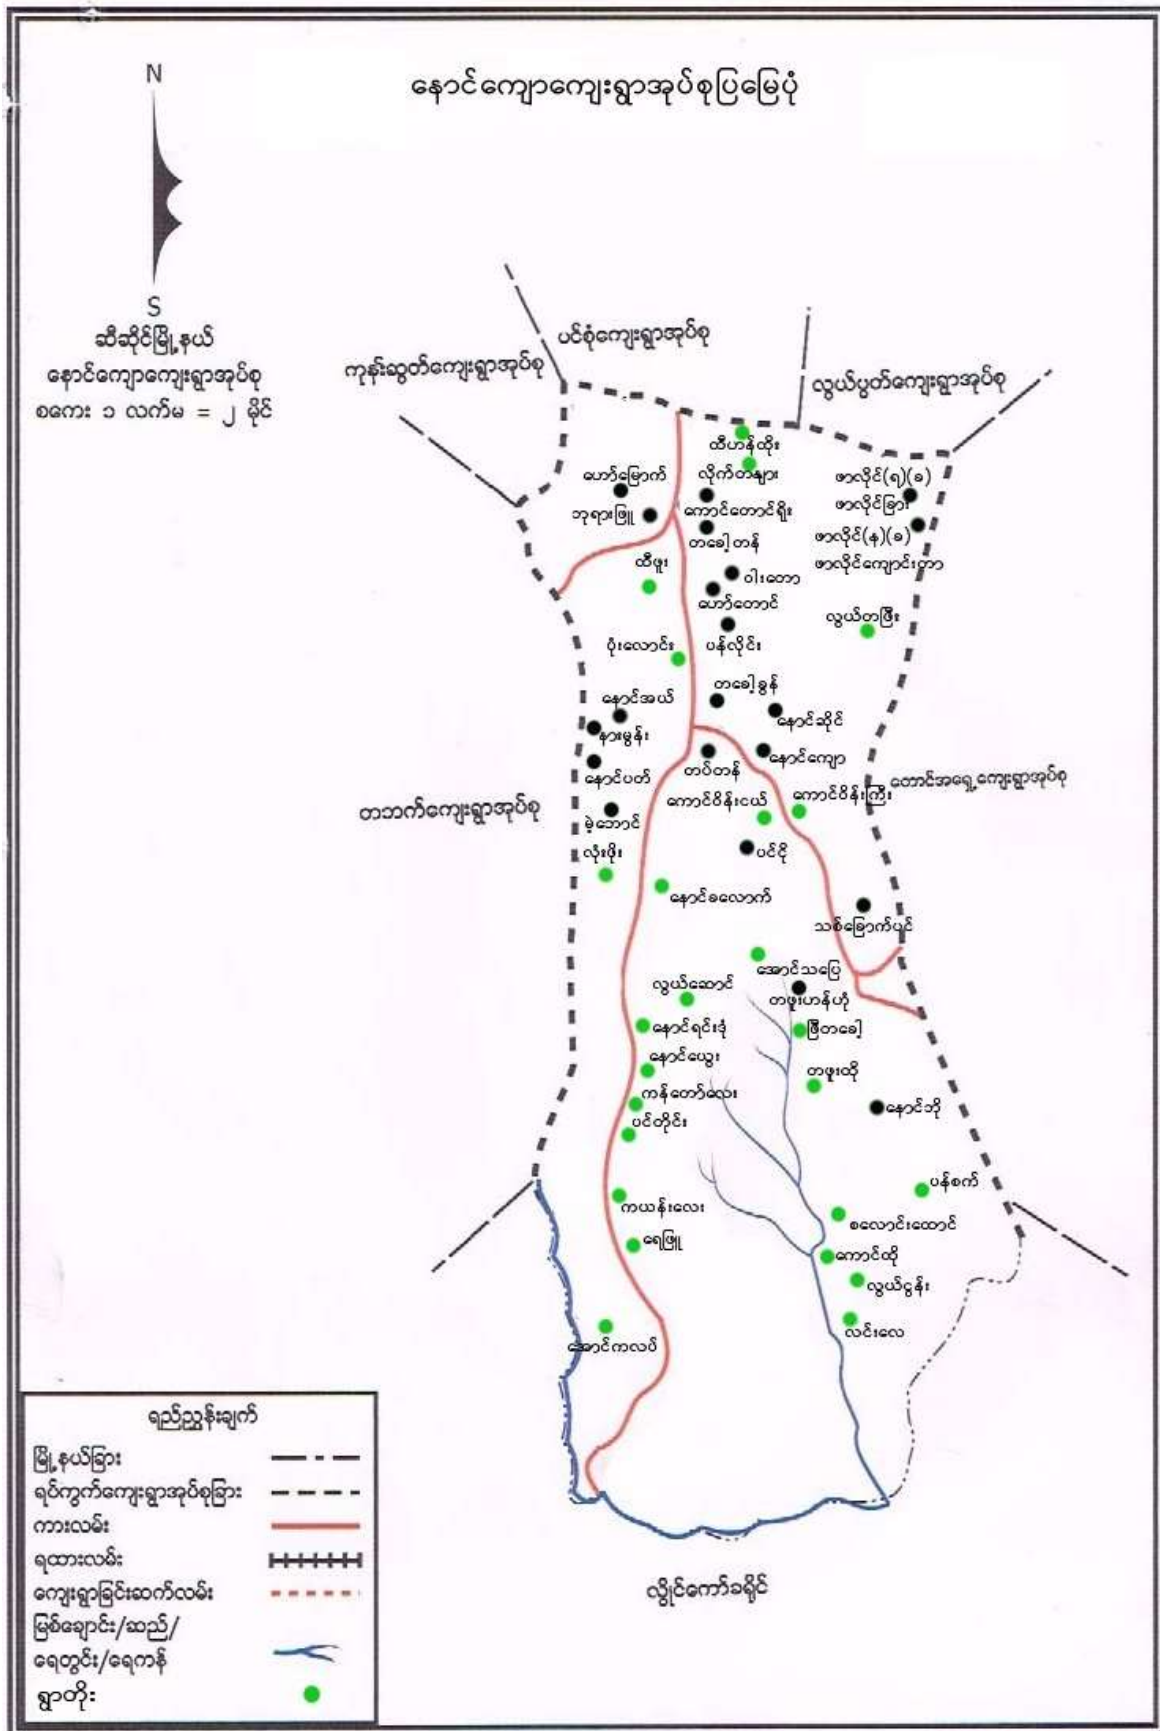 နောင်ကျောကျေးရွာအုပ်စုပြမြေပုံ
N
S
ဆီဆိုင်မြို့နယ်
နောင်ကျောကျေးရွာအုပ်စု
စကေး ၁ လက်မ = ၂ မိုင်
ပင်စုံကျေးရွာအုပ်စု
ကုန်းဆွတ်ကျေးရွာအုပ်စု
လွယ်ပွတ်ကျေးရွာအုပ်စု
ထီဟန်ထိုး
ဟော်မြောက်
လိုက်တများ
ဖာလိုင်(ရ)(ခ)
ဖာလိုင်ခြား
ဘုရားဖြူ
ကောင်တောင်ရိုး
တခေါ့တန်
ဖာလိုင်(န)(ခ)
ဖာလိုင်ကျောင်းတာ
ထီဖူး
ဝါးတော
ဟော်တောင်
လွယ်တဖြီး
ပုံးလောင်း
ပန်လိုင်း
တခေါ့ခွန်
နောင်အယ်
နောင်ဆိုင်
နားမွန်း
နောင်ပတ်
တပ်တန်
နောင်ကျော
တောင်အရှေ့ကျေးရွာအုပ်စု
ကောင်ဝိန်းငယ်
ကောင်ဝိန်းကြီး
တဘက်ကျေးရွာအုပ်စု
မဲ့ဘောင်
လုံးဖိုး
ပင်ငို
နောင်ခလောက်
သစ်ခြောက်ပင်
အောင်သပြေ
လွယ်ဆောင်
တဖူးဟန်ဟို
နောင်ရင်းဒုံ
ဖြီတခေါ့
နောင်ယွေး
တဖူးထို
ကန်တော်လေး
နောင်ဘို
ပင်တိုင်း
ပန်စက်
ကယန်းလေး
စလောင်းထောင်
ရေဖြူ
ကောင်ထို
လွယ်ငွန်း
လင်းလေ
အောင်ကလပ်
ရည်ညွှန်းချက်
မြို့နယ်ခြား
ရပ်ကွက်ကျေးရွာအုပ်စုခြား
ကားလမ်း
ရထားလမ်း
ကျေးရွာခြင်းဆက်လမ်း
မြစ်ချောင်း/ဆည်/
ရေတွင်း/ရေကန်
ရွာတိုး
လွိုင်ကော်ခရိုင်